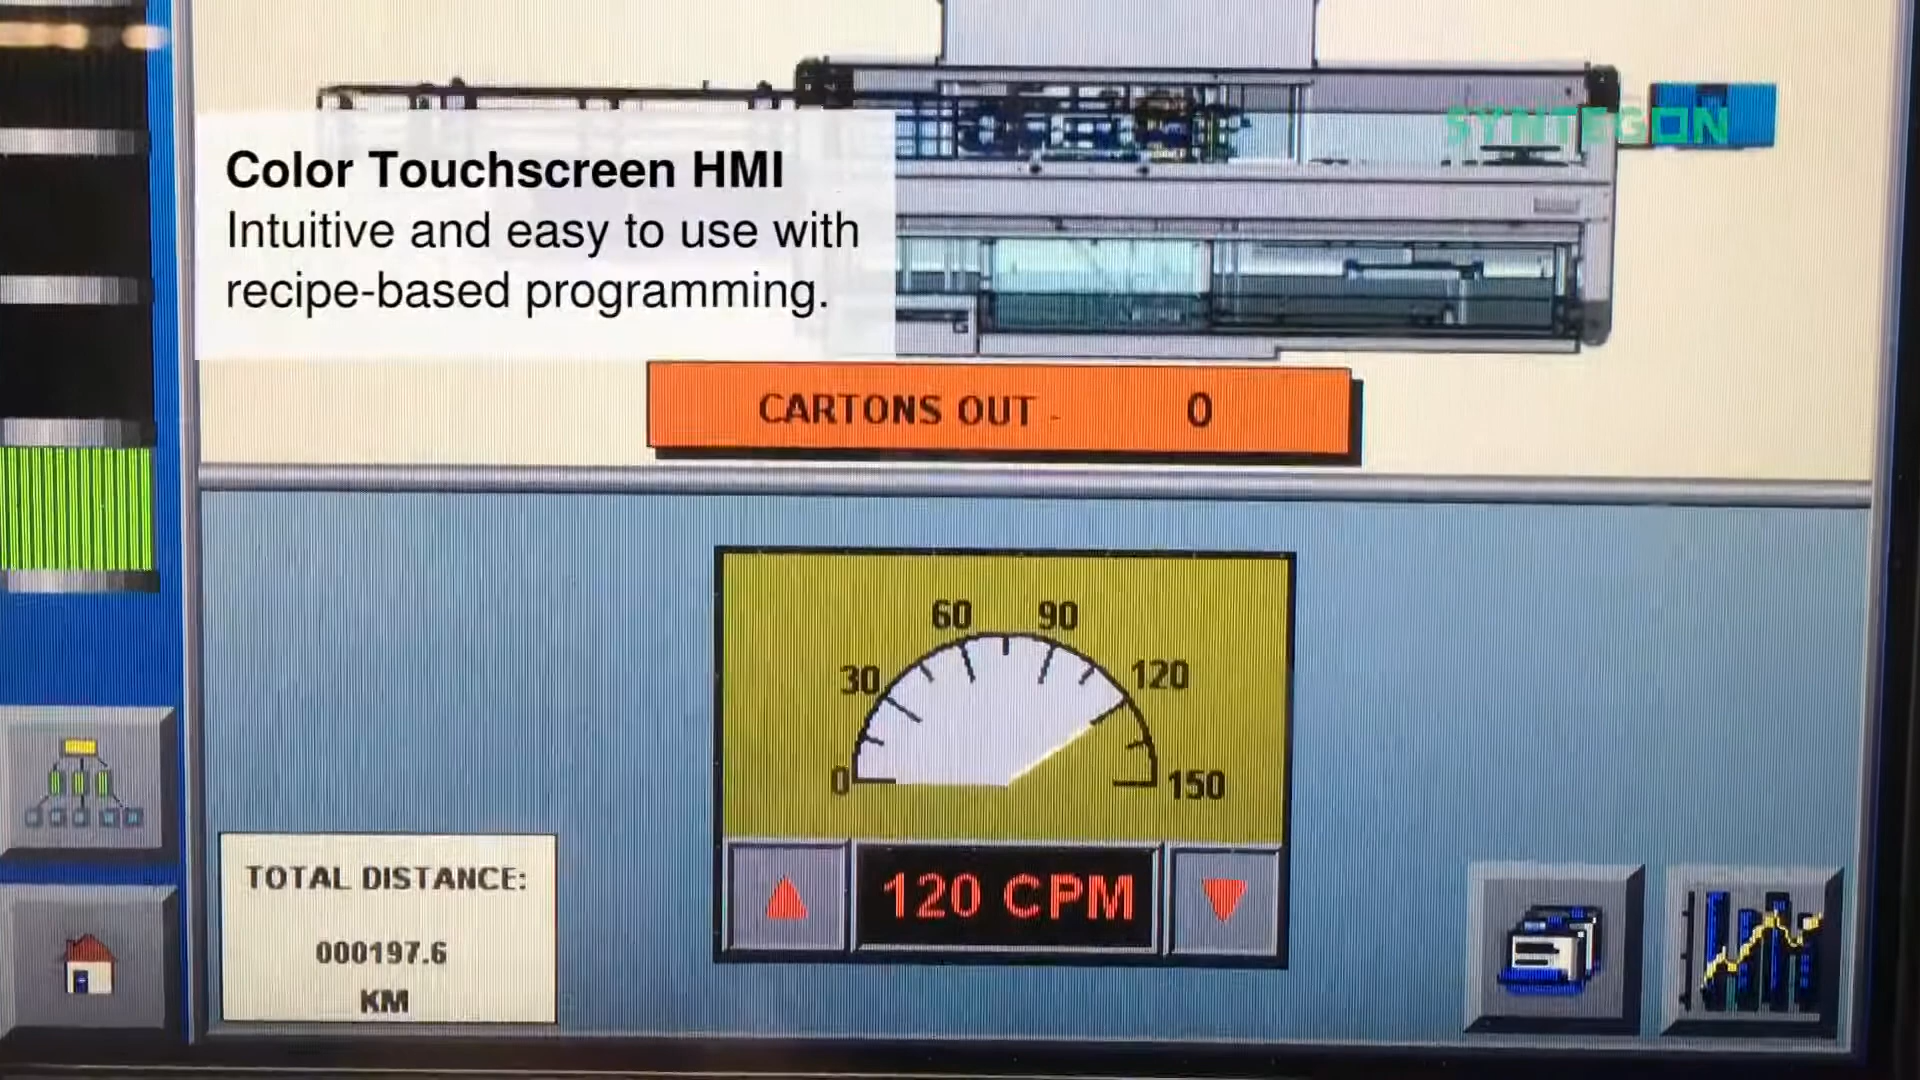 SYNTEGON
Color Touchscreen HMI
Intuitive and easy to use with
recipe-based programming.
CARTONS OUT - 0
60 90
30 120
0 150
120 CPM
TOTAL DISTANCE:
000197.6
KM